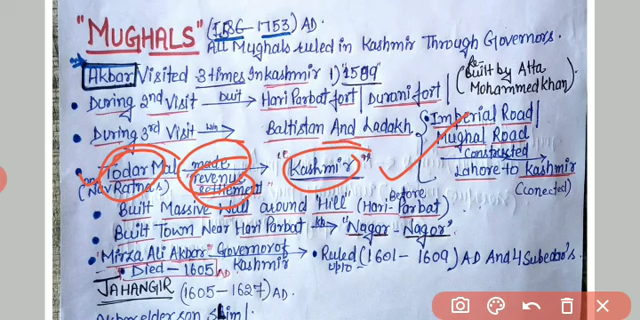 "MUGHALS" (1586-1753) AD.
All Mughals ruled in Kashmir Through Governors.
Akbar Visited 3 times In kashmir 1) "1589"
• During 2nd Visit built Hari Parbat fort | Durani fort | (Re-Built by Atta Mohammed khan)
• During 3rd Visit Win Baltistan And Ladakh
Imperial Road |
Mughal Road
Constructed
Lahore to Kashmir
(Conected)
• Todar Mal made revenue settlement "Kashmir"
(Nav Ratnas)
• Built Massive Wall around Hill (Hari-Parbat)
Before
• Built Town Near Hari Parbat "Nagar-Nagar".
• Mirza Ali Akbar Governor of Kashmir • Ruled (1601-1609) AD And 4 Subedar's.
upto
• Died - 1605 AD
JAHANGIR (1605-1627) AD.